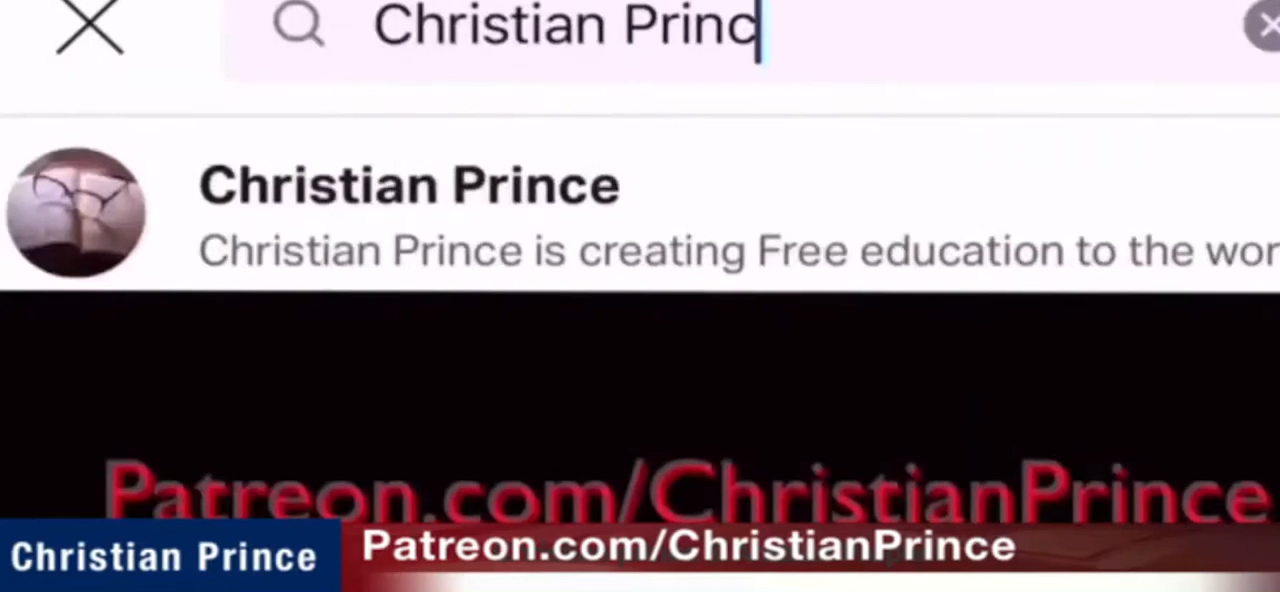 Christian Princ
Christian Prince
Christian Prince is creating Free education to the wor
Patreon.com/ChristianPrince
Christian Prince
Patreon.com/ChristianPrince